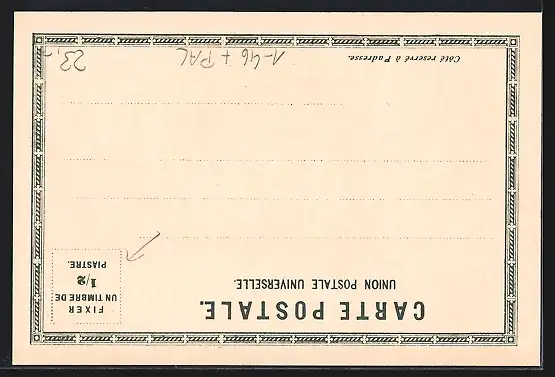 CARTE POSTALE.
UNION POSTALE UNIVERSELLE.
FIXER
UN TIMBRE DE
1/2
PIASTRE.
Côté reservé à l'adresse.
1-46 + PAL
23,-